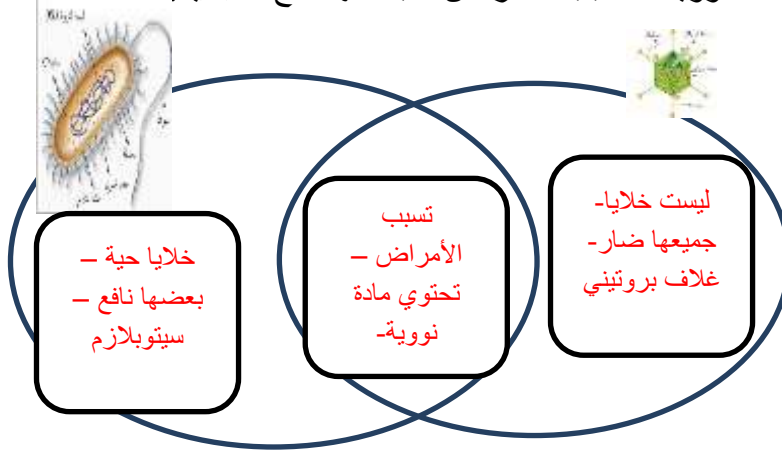 ليست خلايا-
جميعها ضار-
غلاف بروتيني
تسبب
الأمراض –
تحتوي مادة
نووية-
خلايا حية –
بعضها نافع –
سيتوبلازم